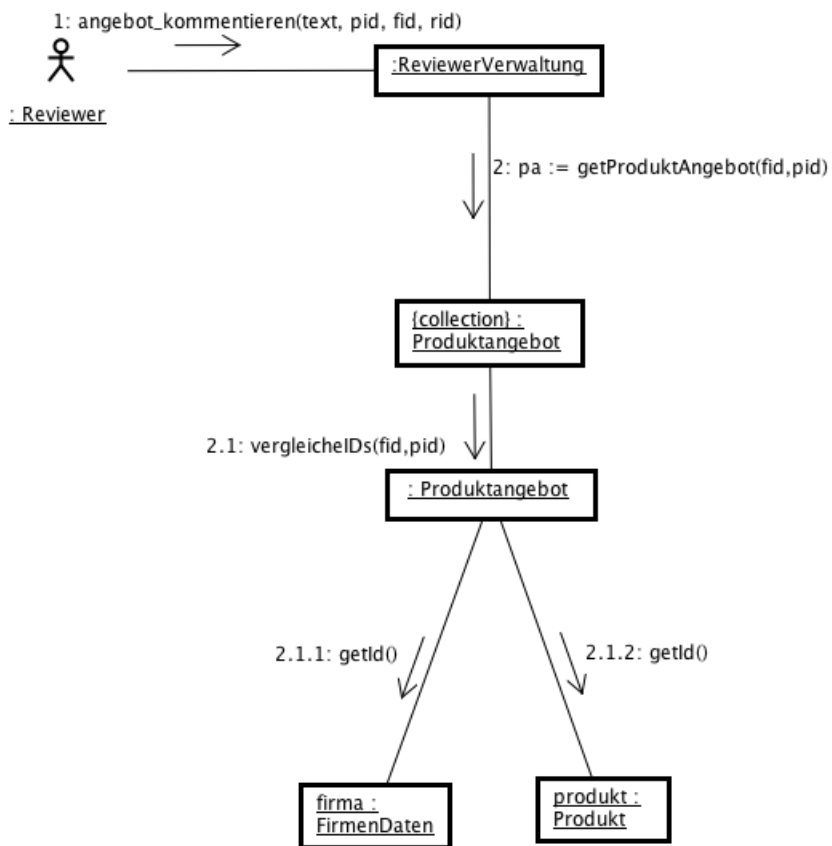 1: angebot_kommentieren(text, pid, fid, rid)
:ReviewerVerwaltung
: Reviewer
2: pa := getProduktAngebot(fid,pid)
{collection} :
Produktangebot
2.1: vergleicheIDs(fid,pid)
: Produktangebot
2.1.1: getId()
2.1.2: getId()
firma :
FirmenDaten
produkt :
Produkt